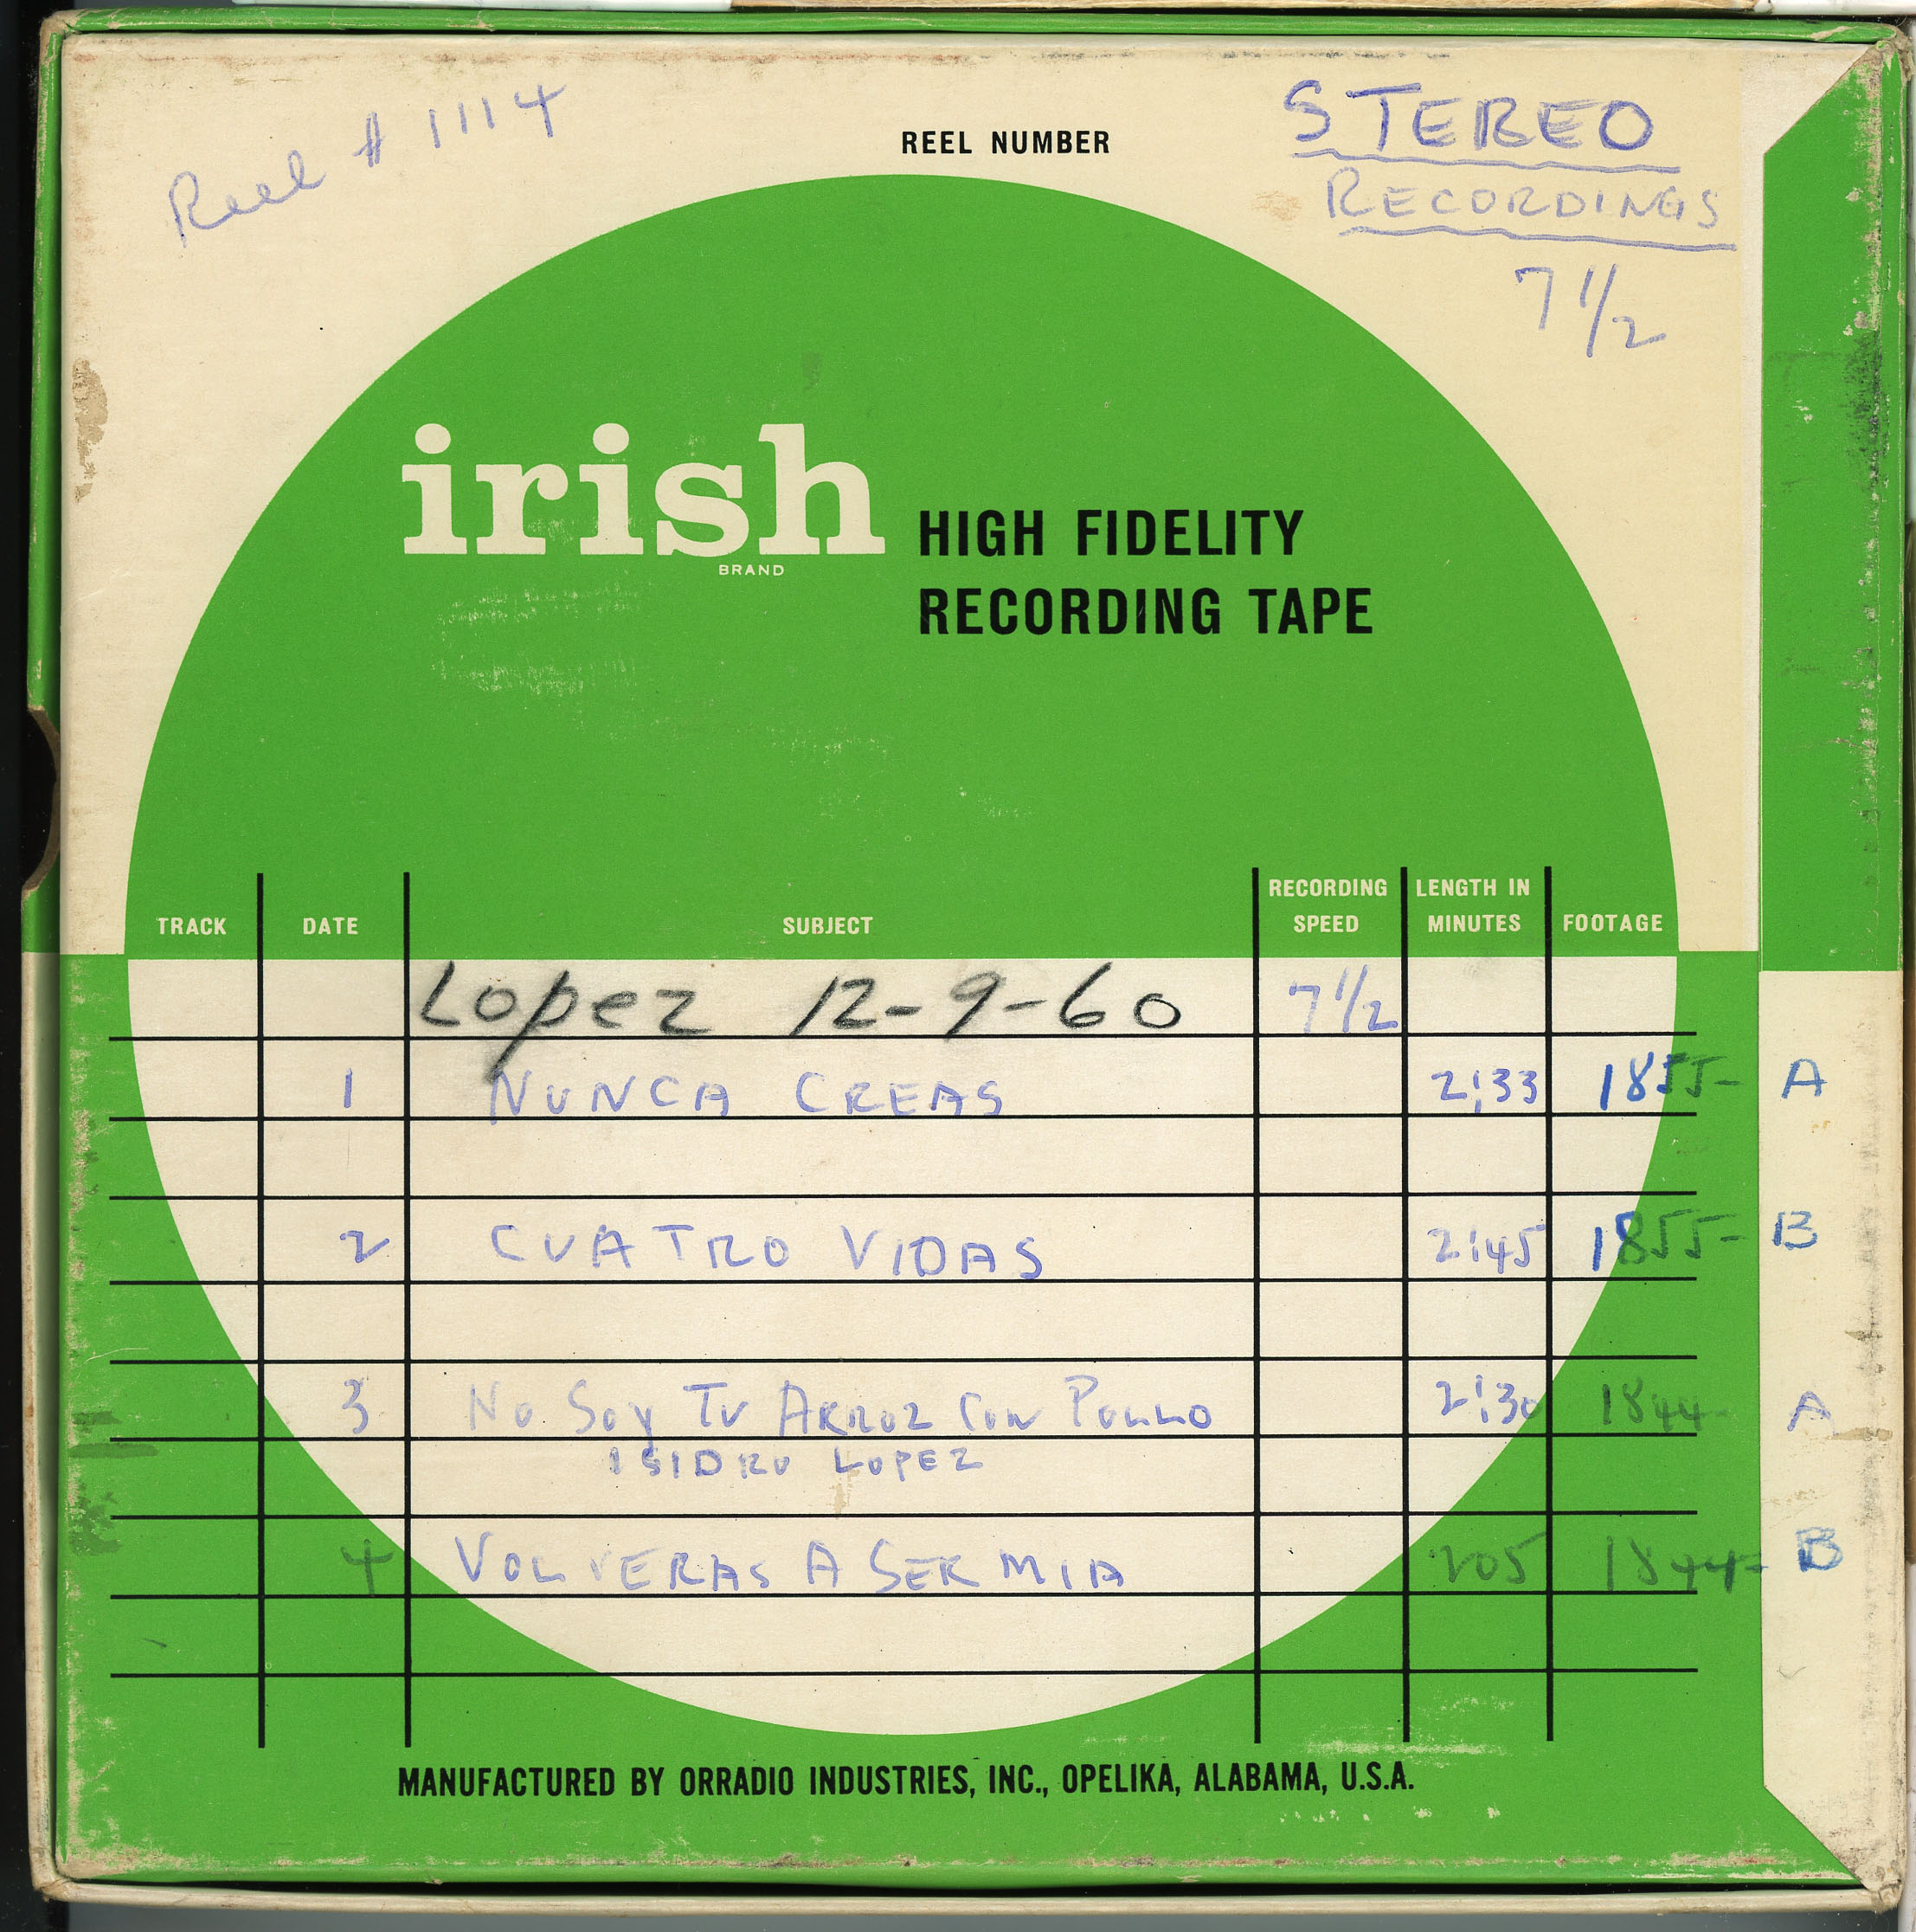 Reel # 1114
REEL NUMBER
STEREO
RECORDINGS
7 1/2
irish
BRAND
HIGH FIDELITY
RECORDING TAPE
TRACK DATE SUBJECT RECORDING SPEED LENGTH IN MINUTES FOOTAGE
Lopez 12-9-60 7 1/2
1 NUNCA CREAS 2:33 1855- A
2 CUATRO VIDAS 2:45 1855- B
3 No Soy Tu Arroz Con Pollo 2:30 1844- A
ISIDRO LOPEZ
4 VOLVERAS A SER MIA 205 1844- B
MANUFACTURED BY ORRADIO INDUSTRIES, INC., OPELIKA, ALABAMA, U.S.A.